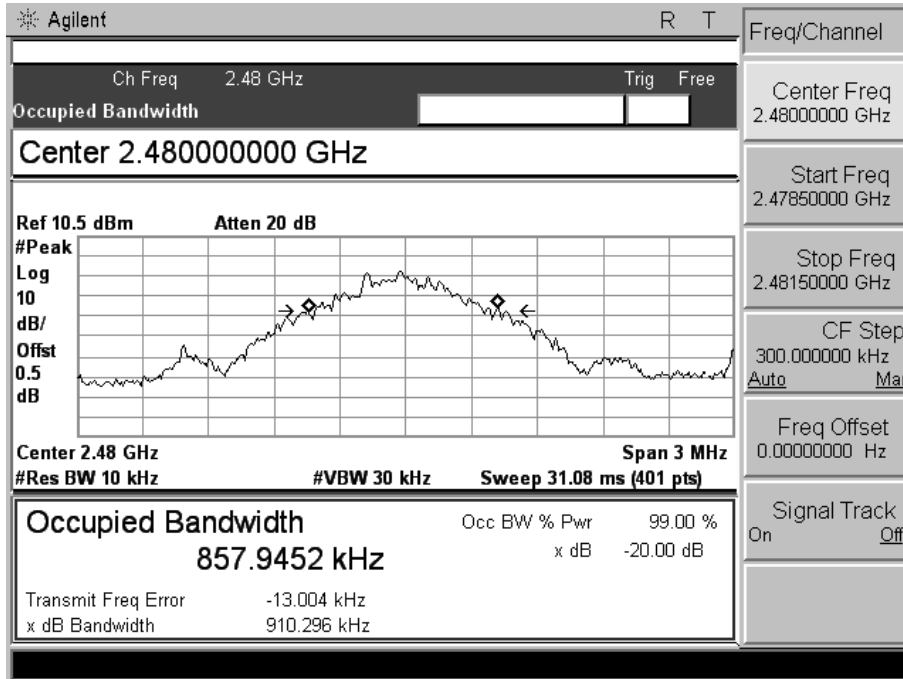 Agilent R T
Freq/Channel
Ch Freq 2.48 GHz Trig Free
Occupied Bandwidth
Center 2.480000000 GHz
Ref 10.5 dBm Atten 20 dB
#Peak
Log
10
dB/
Offst
0.5
dB
Center 2.48 GHz Span 3 MHz
#Res BW 10 kHz #VBW 30 kHz Sweep 31.08 ms (401 pts)
Occupied Bandwidth
857.9452 kHz
Occ BW % Pwr 99.00 %
x dB -20.00 dB
Transmit Freq Error -13.004 kHz
x dB Bandwidth 910.296 kHz
Center Freq
2.48000000 GHz
Start Freq
2.47850000 GHz
Stop Freq
2.48150000 GHz
CF Step
300.000000 kHz
Auto Mar
Freq Offset
0.00000000 Hz
Signal Track
On Off